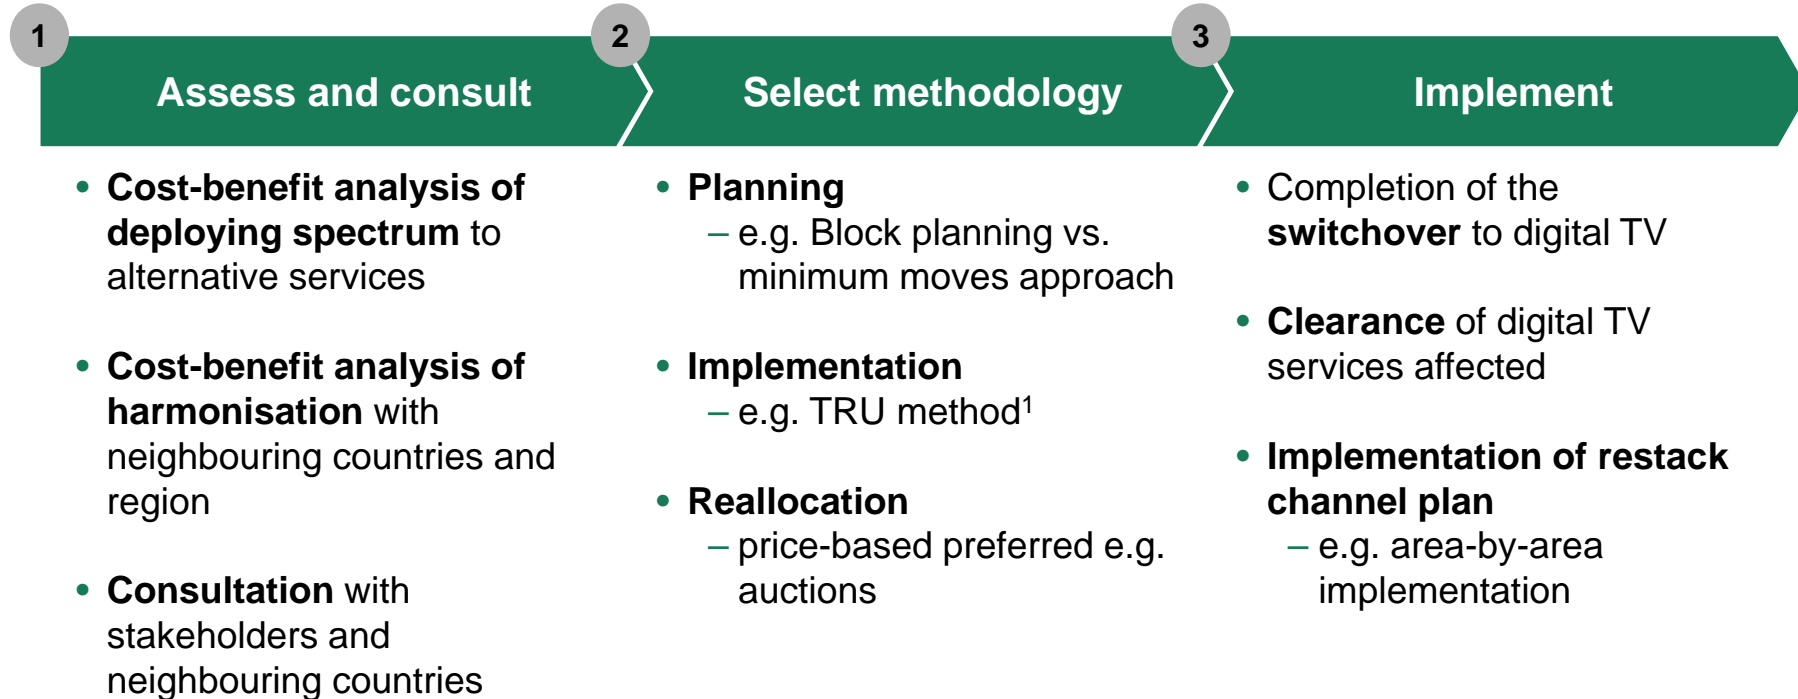 1
Assess and consult
• Cost-benefit analysis of
deploying spectrum to
alternative services
• Cost-benefit analysis of
harmonisation with
neighbouring countries and
region
• Consultation with
stakeholders and
neighbouring countries
2
Select methodology
• Planning
– e.g. Block planning vs.
minimum moves approach
• Implementation
– e.g. TRU method¹
• Reallocation
– price-based preferred e.g.
auctions
3
Implement
• Completion of the
switchover to digital TV
• Clearance of digital TV
services affected
• Implementation of restack
channel plan
– e.g. area-by-area
implementation